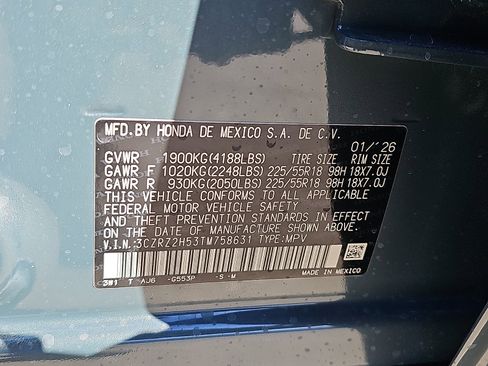 MFD. BY HONDA DE MEXICO S.A. DE C.V.
01/'26
GVWR 1900KG(4188LBS) TIRE SIZE RIM SIZE
GAWR F 1020KG(2248LBS) 225/55R18 98H 18X7.0J
GAWR R 930KG(2050LBS) 225/55R18 98H 18X7.0J
THIS VEHICLE CONFORMS TO ALL APPLICABLE
FEDERAL MOTOR VEHICLE SAFETY AND
THEFT PREVENTION STANDARDS IN EFFECT
ON THE DATE OF MANUFACTURE SHOWN ABOVE.
V.I.N.: 3CZRZ2H53TM758631 TYPE: MPV
3W1 T AJ6 -G553P -S -M
MADE IN MEXICO